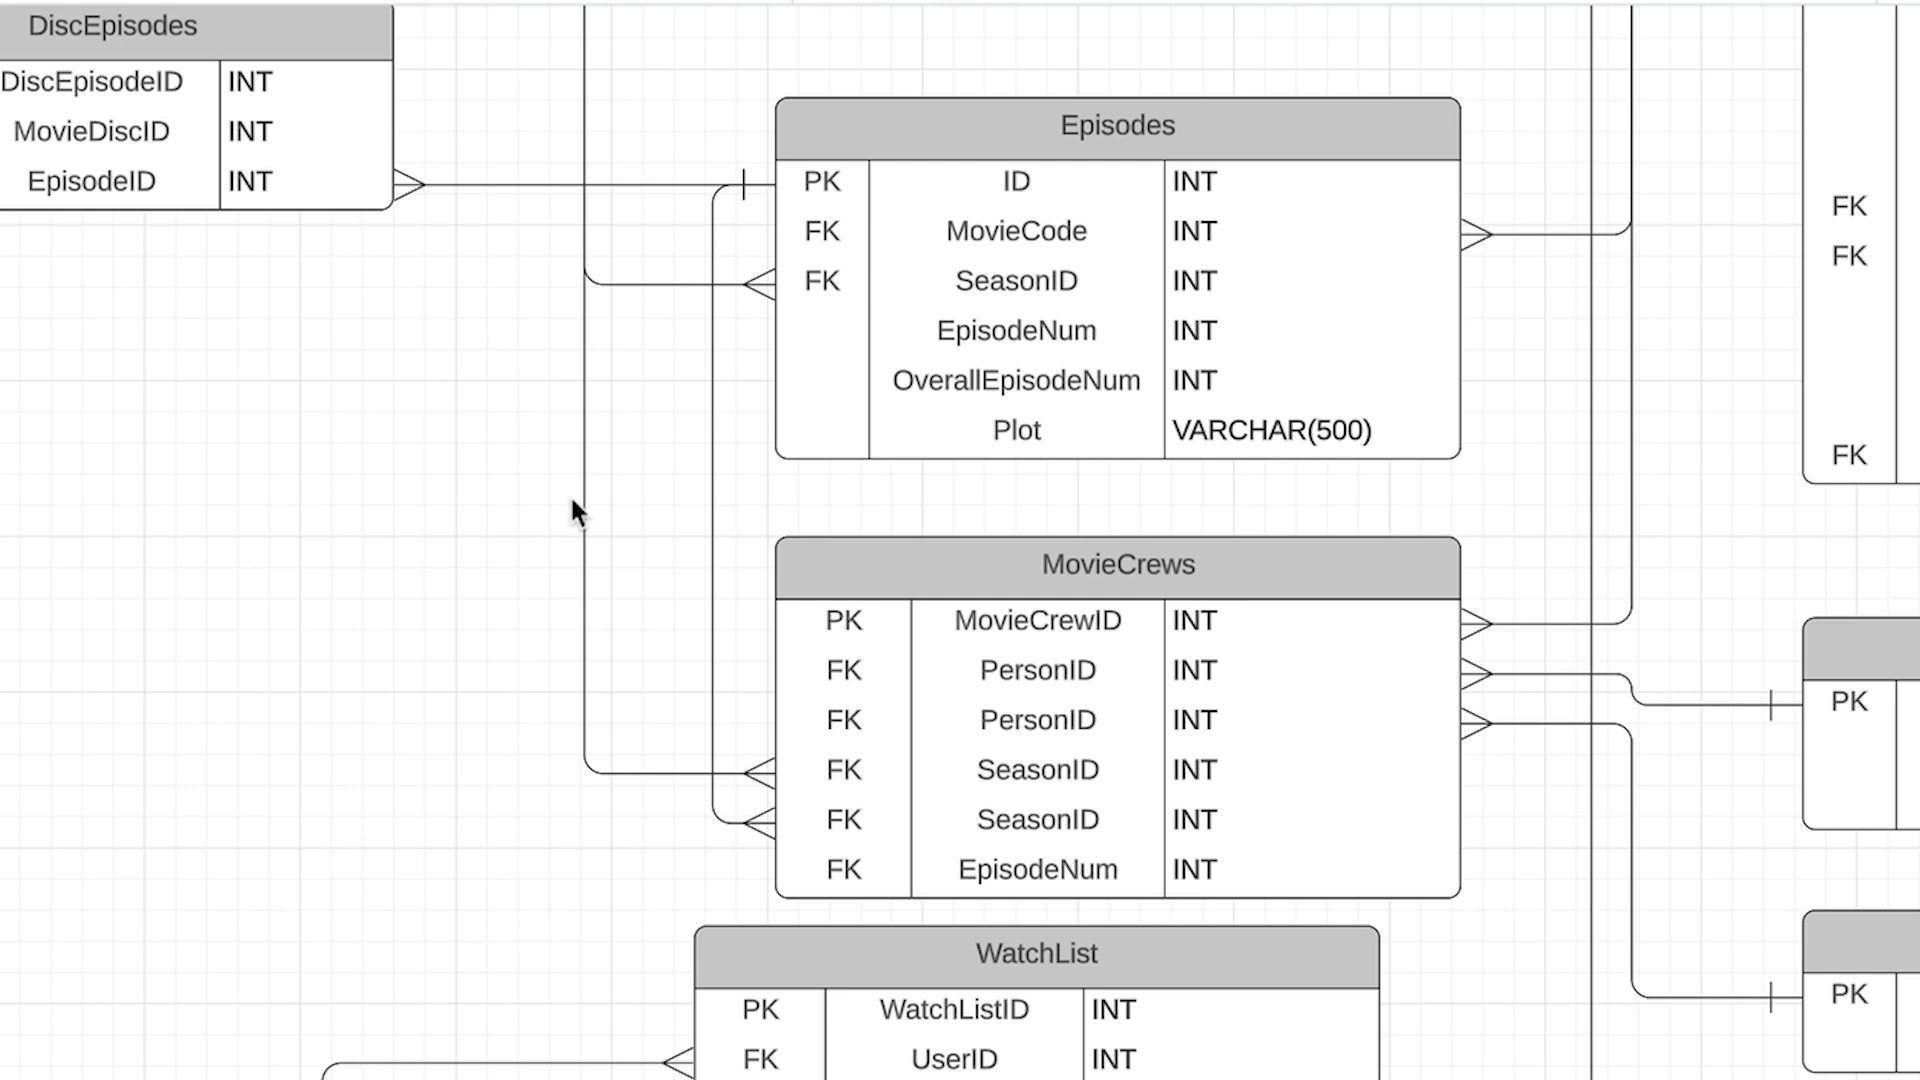 DiscEpisodes
DiscEpisodeID INT
MovieDiscID INT
EpisodeID INT
Episodes
PK ID INT
FK MovieCode INT
FK SeasonID INT
EpisodeNum INT
OverallEpisodeNum INT
Plot VARCHAR(500)
FK
FK
FK
MovieCrews
PK MovieCrewID INT
FK PersonID INT
FK PersonID INT
FK SeasonID INT
FK SeasonID INT
FK EpisodeNum INT
PK
PK
WatchList
PK WatchListID INT
FK UserID INT